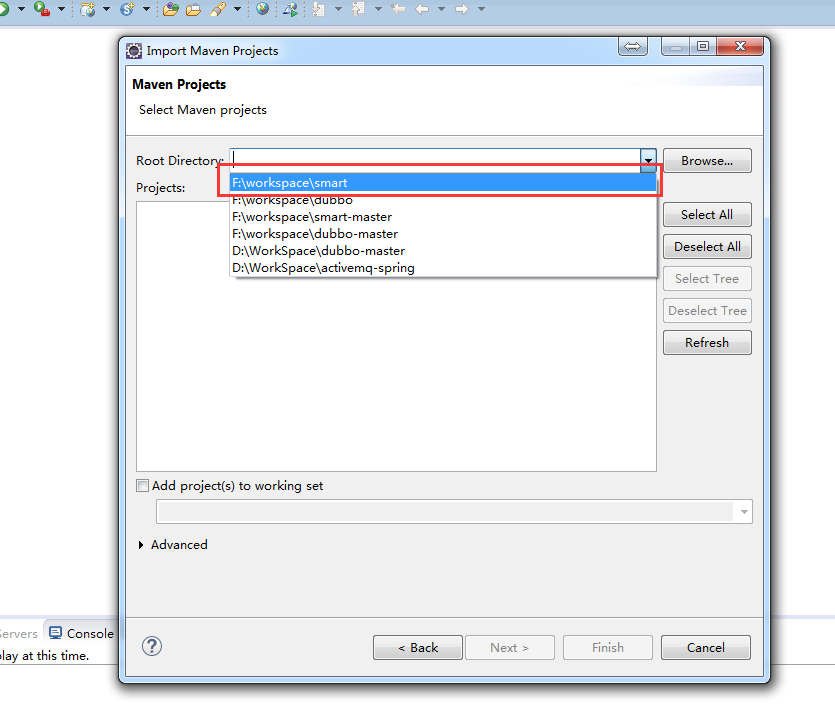 Import Maven Projects
Maven Projects
Select Maven projects
Root Directory:
Browse...
F:\workspace\smart
Projects:
F:\workspace\dubbo
F:\workspace\smart-master
Select All
F:\workspace\dubbo-master
D:\WorkSpace\dubbo-master
Deselect All
D:\WorkSpace\activemq-spring
Select Tree
Deselect Tree
Refresh
Add project(s) to working set
Advanced
Servers
Console
play at this time.
< Back
Next >
Finish
Cancel